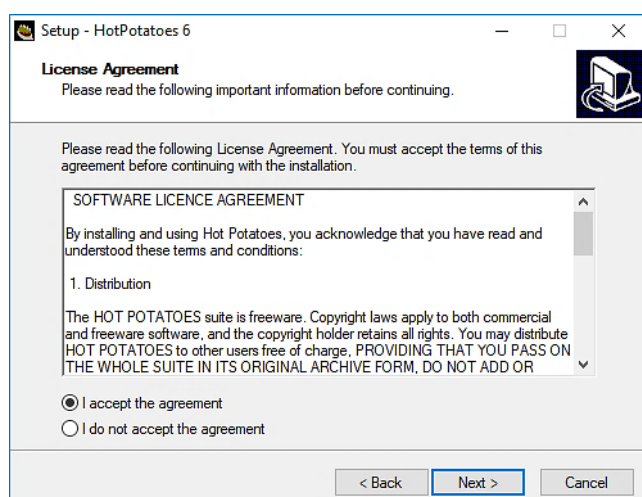 Setup - HotPotatoes 6
License Agreement
Please read the following important information before continuing.
Please read the following License Agreement. You must accept the terms of this
agreement before continuing with the installation.
SOFTWARE LICENCE AGREEMENT
By installing and using Hot Potatoes, you acknowledge that you have read and
understood these terms and conditions:
1. Distribution
The HOT POTATOES suite is freeware. Copyright laws apply to both commercial
and freeware software, and the copyright holder retains all rights. You may distribute
HOT POTATOES to other users free of charge, PROVIDING THAT YOU PASS ON
THE WHOLE SUITE IN ITS ORIGINAL ARCHIVE FORM, DO NOT ADD OR
I accept the agreement
I do not accept the agreement
< Back Next > Cancel